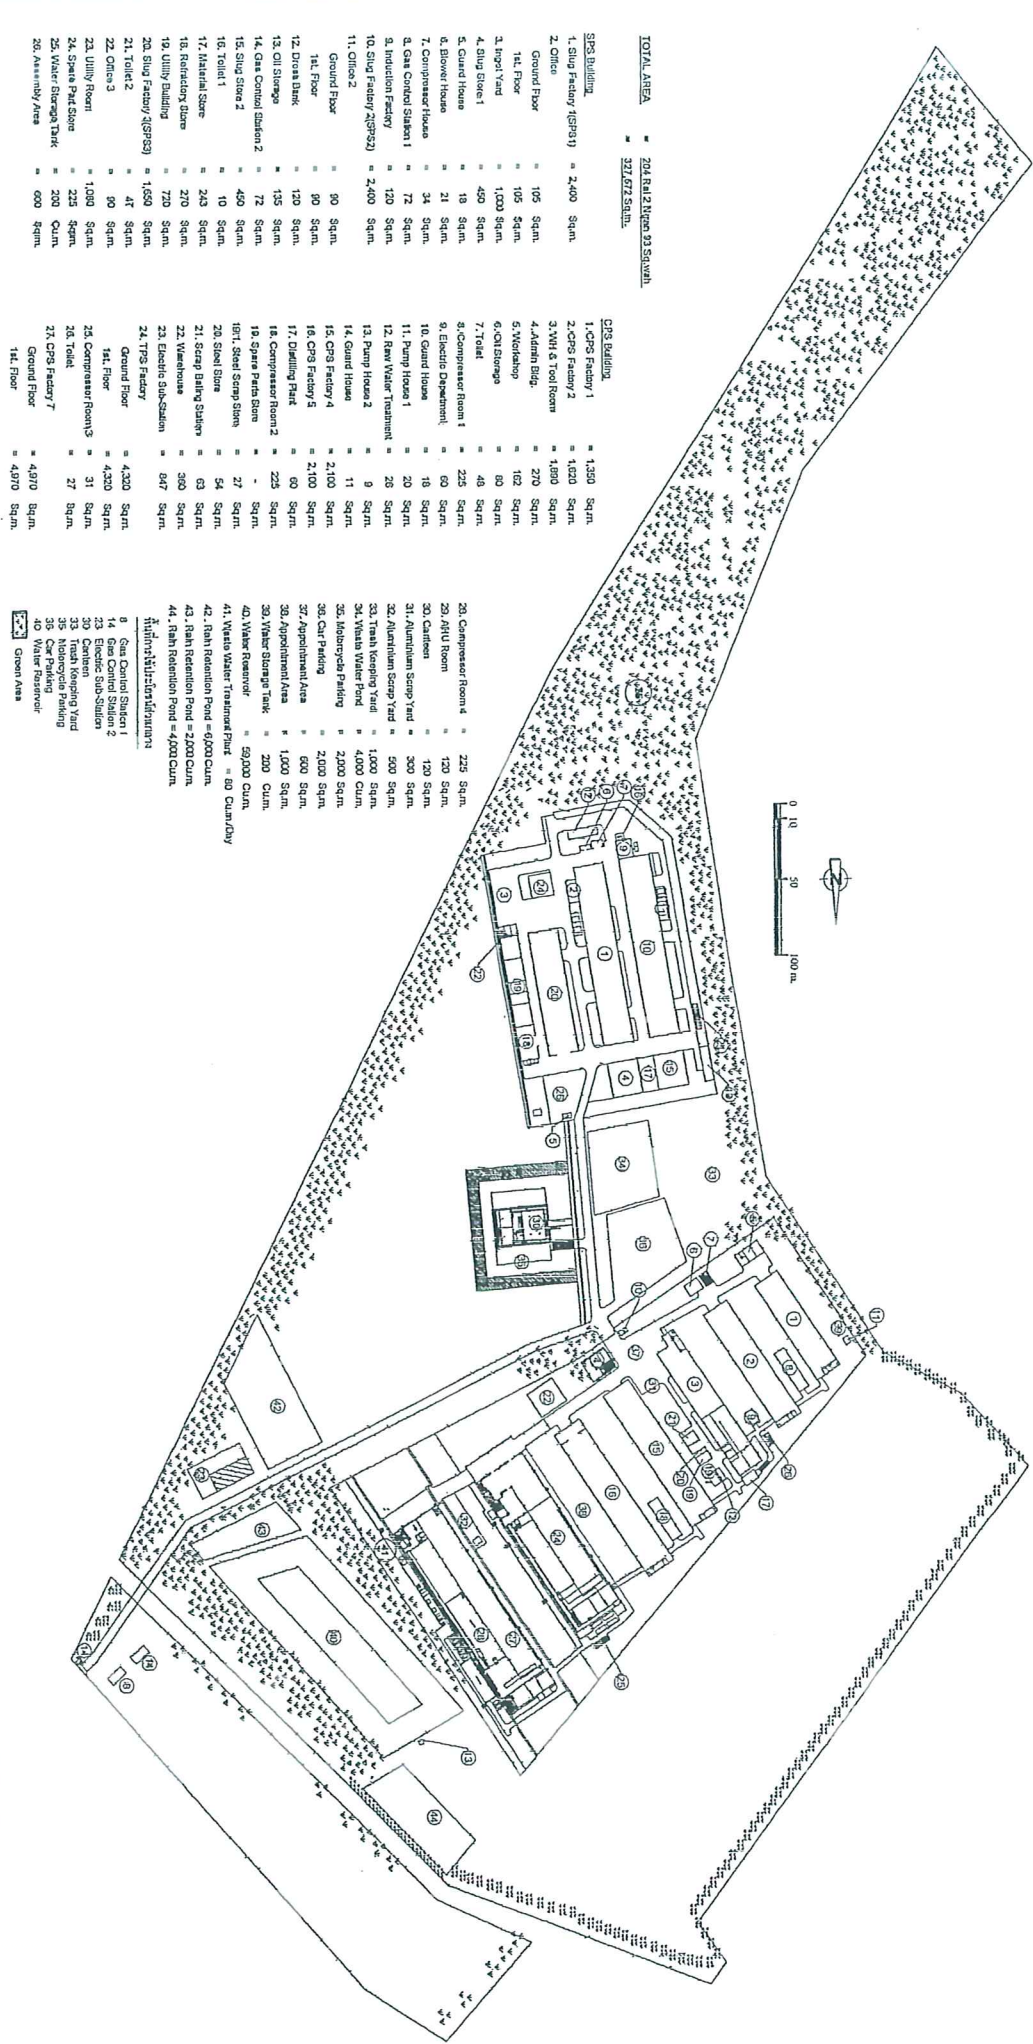 TOTAL AREA = 204 Rai 2 Ngan 93 Sq.wah
= 327,572 Sq.m.
SPS Building
1. Slug Factory 1(SPS1) = 2,400 Sq.m.
2. Office
Ground Floor = 105 Sq.m.
1st. Floor = 105 Sq.m.
3. Ingot Yard = 1,000 Sq.m.
4. Slug Store 1 = 450 Sq.m.
5. Guard House = 18 Sq.m.
6. Blower House = 21 Sq.m.
7. Compressor House = 34 Sq.m.
8. Gas Control Station 1 = 72 Sq.m.
9. Induction Factory = 120 Sq.m.
10. Slug Factory 2(SPS2) = 2,400 Sq.m.
11. Office 2
Ground Floor = 90 Sq.m.
1st. Floor = 90 Sq.m.
12. Dross Bank = 120 Sq.m.
13. Oil Storage = 135 Sq.m.
14. Gas Control Station 2 = 72 Sq.m.
15. Slug Store 2 = 450 Sq.m.
16. Toilet 1 = 10 Sq.m.
17. Material Store = 243 Sq.m.
18. Refractory Store = 270 Sq.m.
19. Utility Building = 720 Sq.m.
20. Slug Factory 3(SPS3) = 1,650 Sq.m.
21. Toilet 2 = 47 Sq.m.
22. Office 3 = 90 Sq.m.
23. Utility Room = 1,080 Sq.m.
24. Spare Part Store = 225 Sq.m.
25. Water Storage Tank = 200 Cu.m.
26. Assembly Area = 600 Sq.m.
CPS Building
1. CPS Factory 1 = 1,350 Sq.m.
2. CPS Factory 2 = 1,620 Sq.m.
3. WH & Tool Room = 1,890 Sq.m.
4. Admin Bldg. = 270 Sq.m.
5. Workshop = 162 Sq.m.
6. Oil Storage = 80 Sq.m.
7. Toilet = 48 Sq.m.
8. Compressor Room 1 = 225 Sq.m.
9. Electric Department = 60 Sq.m.
10. Guard House = 18 Sq.m.
11. Pump House 1 = 20 Sq.m.
12. Raw Water Treatment = 26 Sq.m.
13. Pump House 2 = 9 Sq.m.
14. Guard House = 11 Sq.m.
15. CPS Factory 4 = 2,100 Sq.m.
16. CPS Factory 5 = 2,100 Sq.m.
17. Distilling Plant = 60 Sq.m.
18. Compressor Room 2 = 225 Sq.m.
19. Spare Parts Store = - Sq.m.
19/1. Steel Scrap Store = 27 Sq.m.
20. Steel Store = 54 Sq.m.
21. Scrap Baling Station = 63 Sq.m.
22. Warehouse = 360 Sq.m.
23. Electric Sub-Station = 847 Sq.m.
24. TPS Factory
Ground Floor = 4,320 Sq.m.
1st. Floor = 4,320 Sq.m.
25. Compressor Room 3 = 31 Sq.m.
26. Toilet = 27 Sq.m.
27. CPS Factory 7
Ground Floor = 4,970 Sq.m.
1st. Floor = 4,970 Sq.m.
28. Compressor Room 4 = 225 Sq.m.
29. AHU Room = 120 Sq.m.
30. Canteen = 120 Sq.m.
31. Aluminium Scrap Yard = 300 Sq.m.
32. Aluminium Scrap Yard = 500 Sq.m.
33. Trash Keeping Yard = 1,000 Sq.m.
34. Waste Water Pond = 4,000 Cu.m.
35. Motorcycle Parking = 2,000 Sq.m.
36. Car Parking = 2,000 Sq.m.
37. Appointment Area = 600 Sq.m.
38. Appointment Area = 1,000 Sq.m.
39. Water Storage Tank = 200 Cu.m.
40. Water Reservoir = 59,000 Cu.m.
41. Waste Water Treatment Plant = 80 Cu.m./Day
42. Rain Retention Pond = 6,000 Cu.m.
43. Rain Retention Pond = 2,000 Cu.m.
44. Rain Retention Pond = 4,000 Cu.m.
พื้นที่การใช้ประโยชน์ส่วนกลาง
8 Gas Control Station 1
14 Gas Control Station 2
23 Electric Sub-Station
30 Canteen
33 Trash Keeping Yard
35 Motorcycle Parking
36 Car Parking
40 Water Reservoir
Green Area
0 10 50 100 m.
N